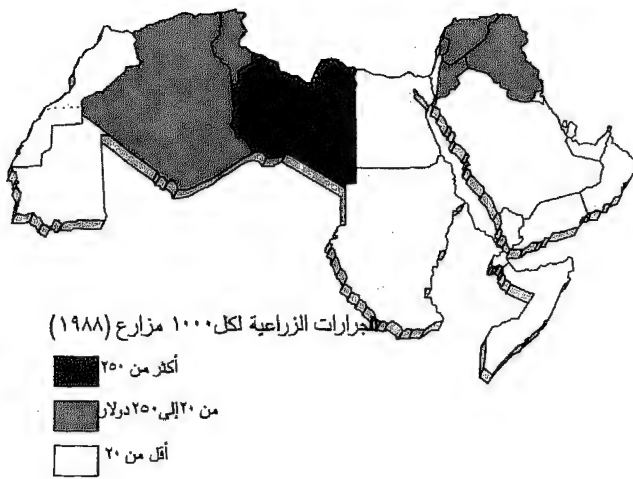 الجرارات الزراعية لكل ١٠٠٠ مزارع (١٩٨٨)
أكثر من ٢٥٠
من ٢٠ إلى ٢٥٠ دولار
أقل من ٢٠